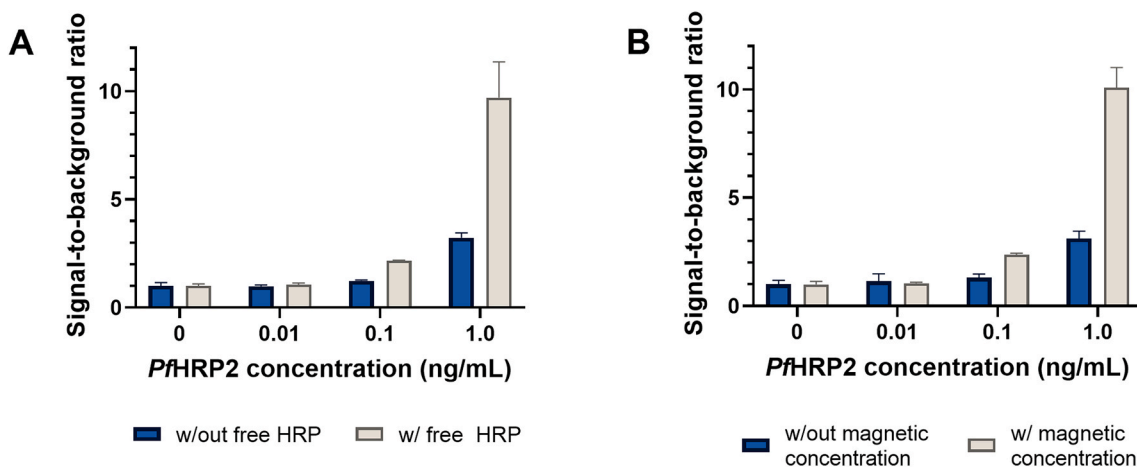 A
Signal-to-background ratio
10
5
0
0 0.01 0.1 1.0
PfHRP2 concentration (ng/mL)
w/out free HRP w/ free HRP
B
Signal-to-background ratio
10
5
0
0 0.01 0.1 1.0
PfHRP2 concentration (ng/mL)
w/out magnetic
concentration
w/ magnetic
concentration